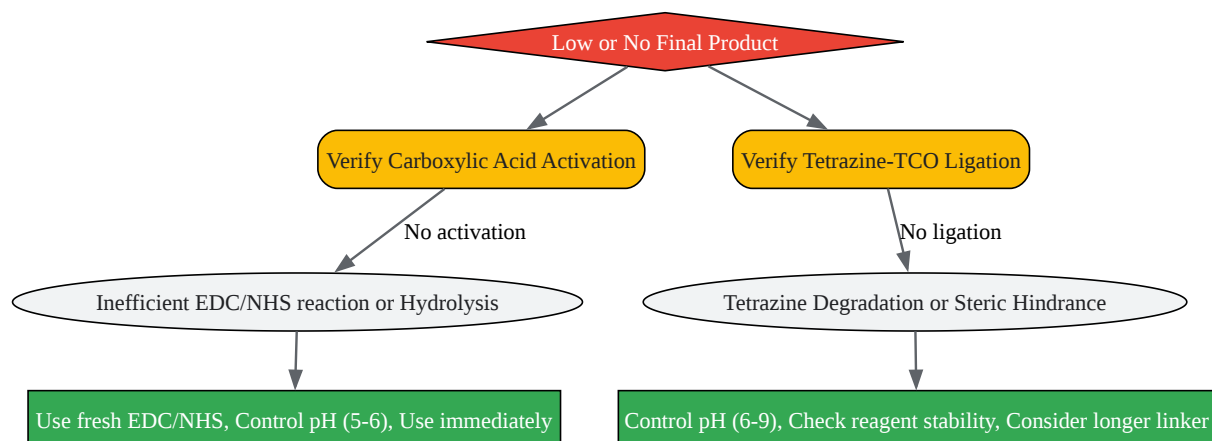 Low or No Final Product
Verify Carboxylic Acid Activation
Verify Tetrazine-TCO Ligation
No activation
No ligation
Inefficient EDC/NHS reaction or Hydrolysis
Tetrazine Degradation or Steric Hindrance
Use fresh EDC/NHS, Control pH (5-6), Use immediately
Control pH (6-9), Check reagent stability, Consider longer linker